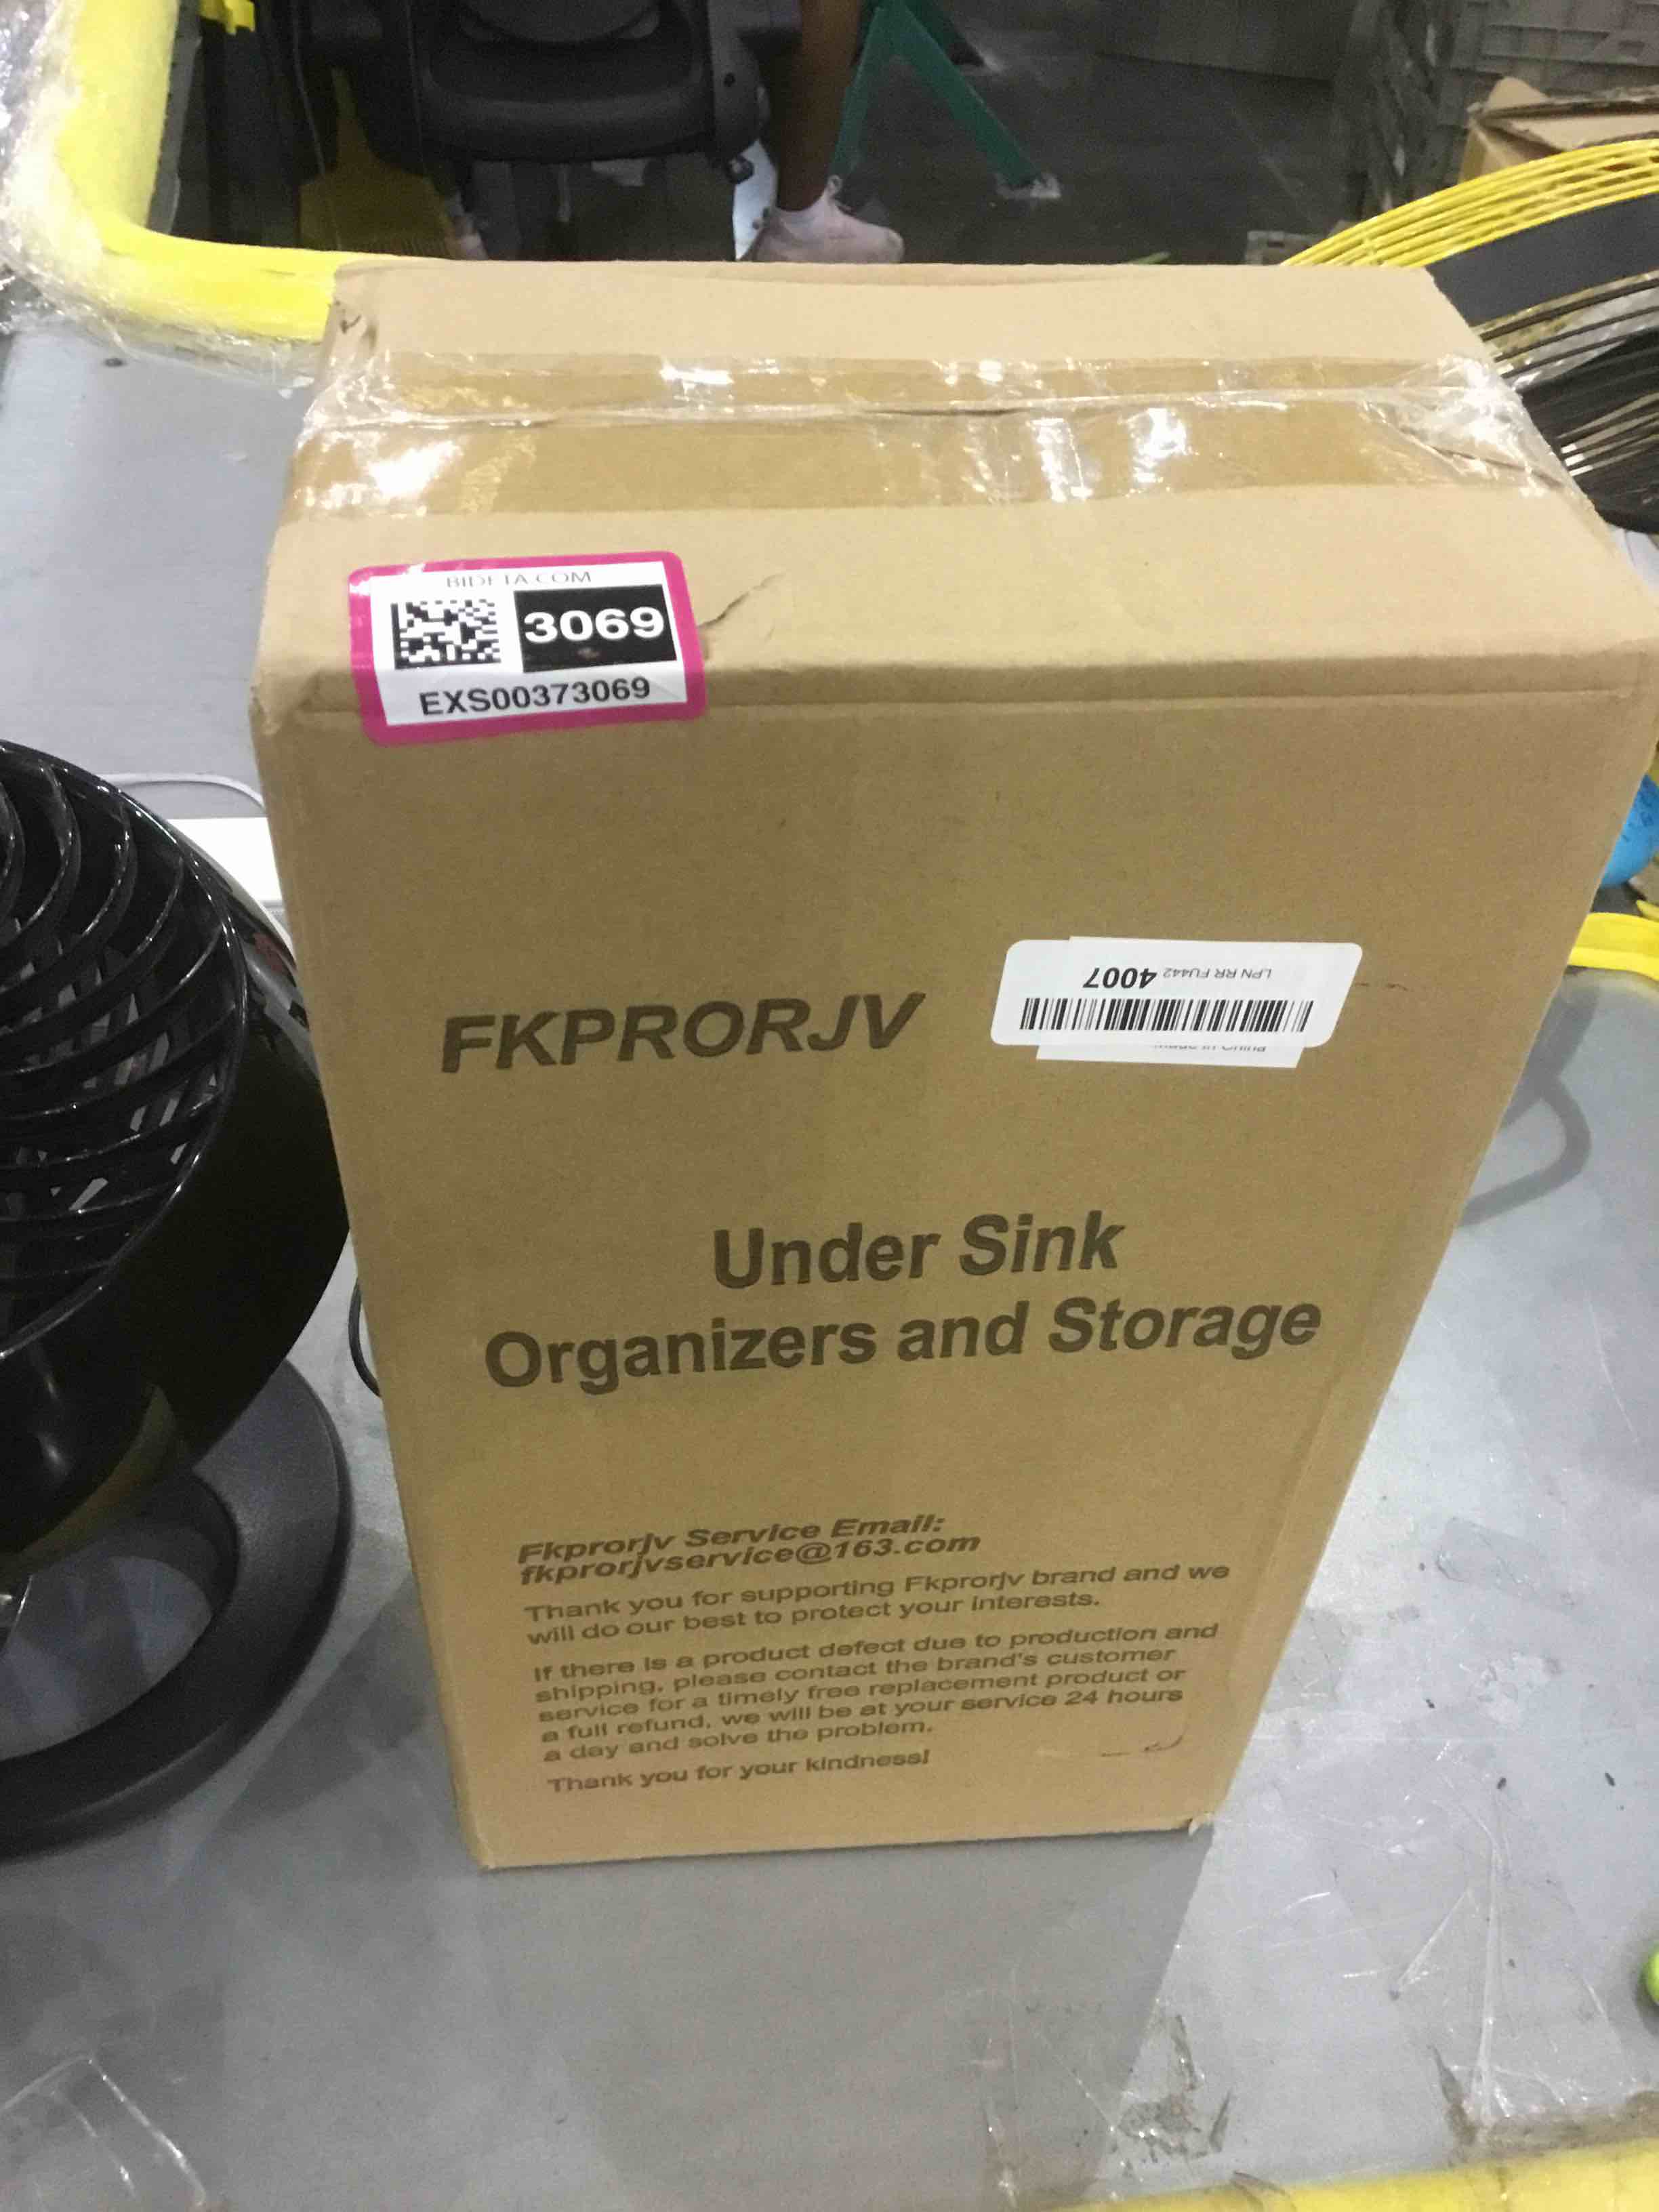 BIDFTA.COM
3069
EXS00373069
LPN RR FU442 4007
FKPRORJV
Under Sink
Organizers and Storage
Fkprorjv Service Email:
fkprorjvservice@163.com
Thank you for supporting Fkprorjv brand and we
will do our best to protect your interests.
If there is a product defect due to production and
shipping, please contact the brand's customer
service for a timely free replacement product or
a full refund, we will be at your service 24 hours
a day and solve the problem.
Thank you for your kindness!